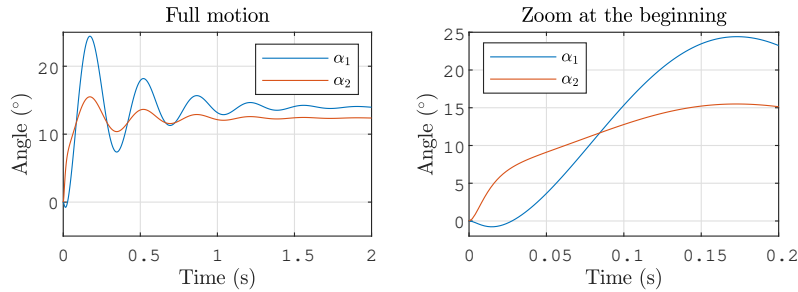 Full motion
Angle (°)
20
10
0
α₁
α₂
0 0.5 1 1.5 2
Time (s)
Zoom at the beginning
Angle (°)
25
20
15
10
5
0
α₁
α₂
0 0.05 0.1 0.15 0.2
Time (s)